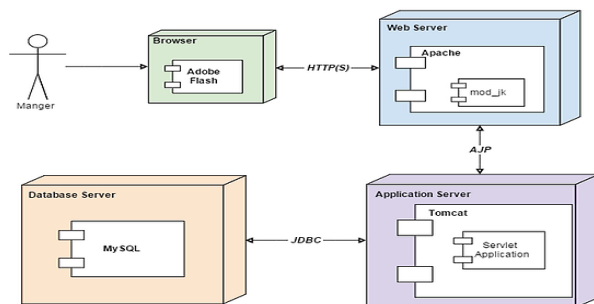 Browser
Adobe
Flash
Manger
HTTP(S)
Web Server
Apache
mod_jk
AJP
Database Server
MySQL
JDBC
Application Server
Tomcat
Servlet
Application